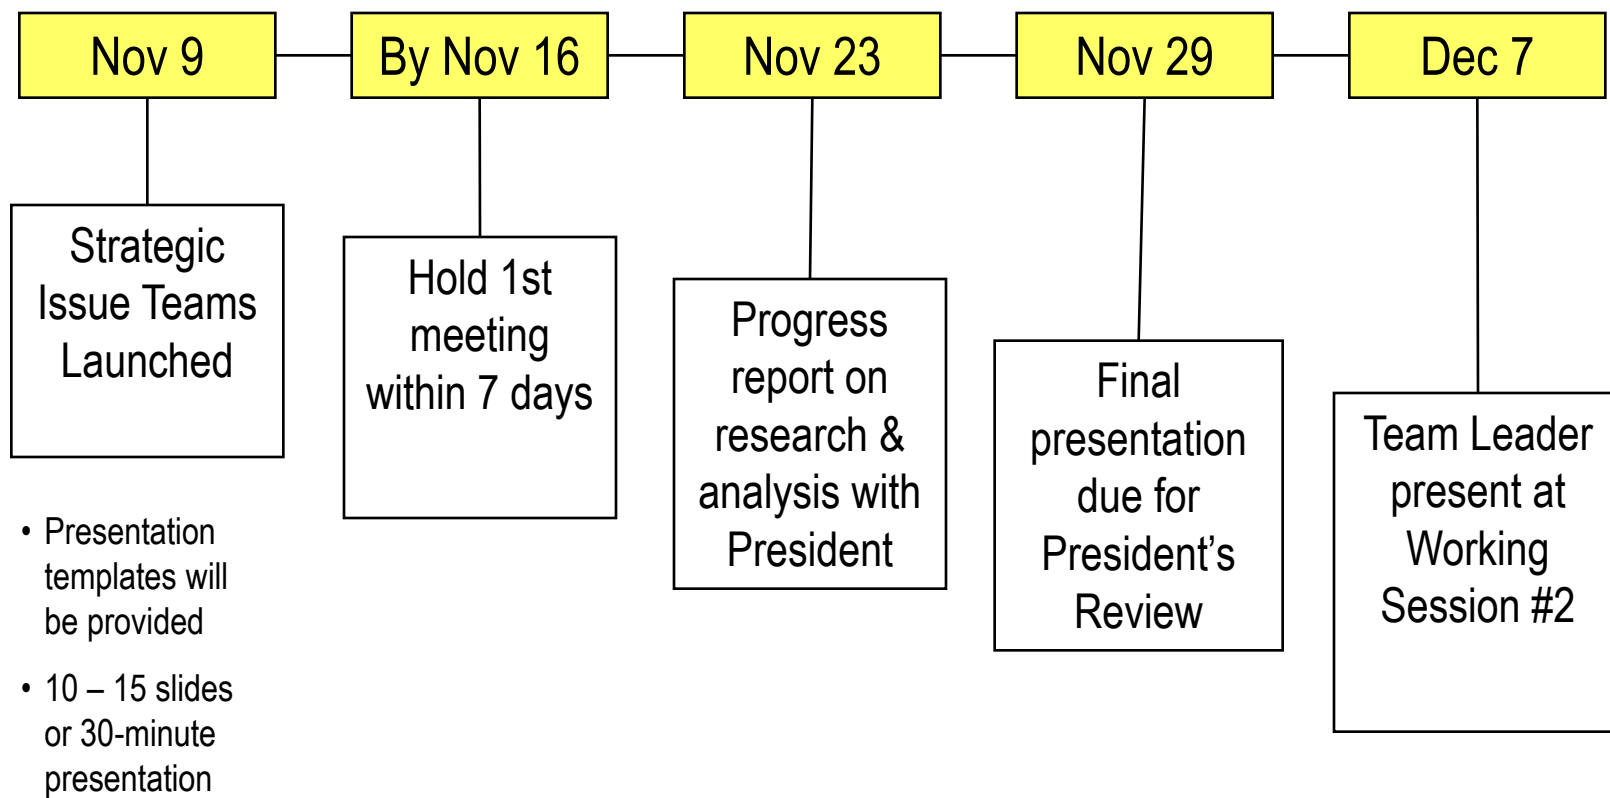 Nov 9
By Nov 16
Nov 23
Nov 29
Dec 7
Strategic
Issue Teams
Launched
Hold 1st
meeting
within 7 days
Progress
report on
research &
analysis with
President
Final
presentation
due for
President’s
Review
Team Leader
present at
Working
Session #2
• Presentation
templates will
be provided
• 10 – 15 slides
or 30-minute
presentation